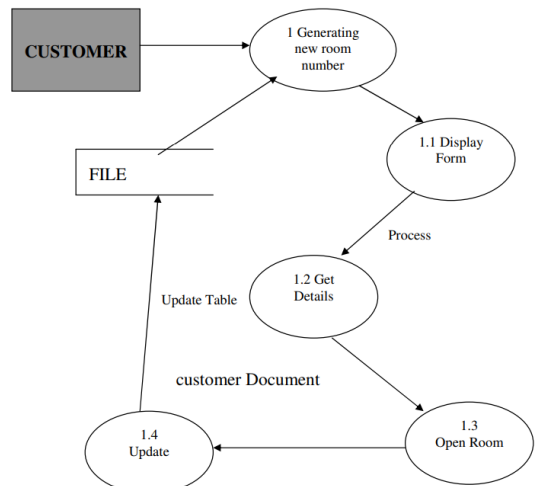 CUSTOMER
1 Generating
new room
number
1.1 Display
Form
FILE
Process
1.2 Get
Details
Update Table
customer Document
1.3
Open Room
1.4
Update